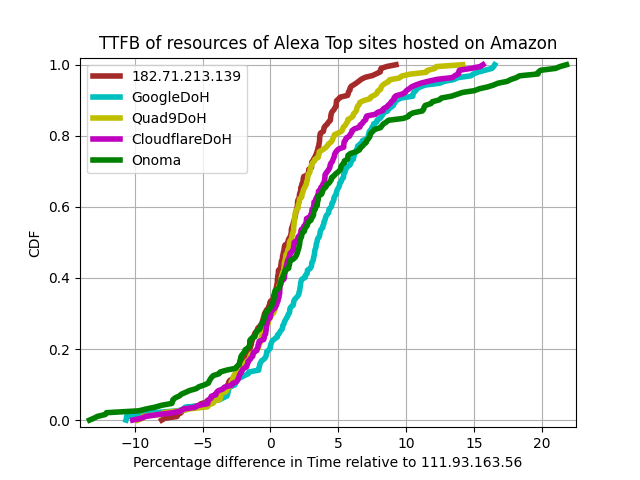 TTFB of resources of Alexa Top sites hosted on Amazon
1.0
0.8
0.6
0.4
0.2
0.0
CDF
182.71.213.139
GoogleDoH
Quad9DoH
CloudflareDoH
Onoma
−10 −5 0 5 10 15 20
Percentage difference in Time relative to 111.93.163.56